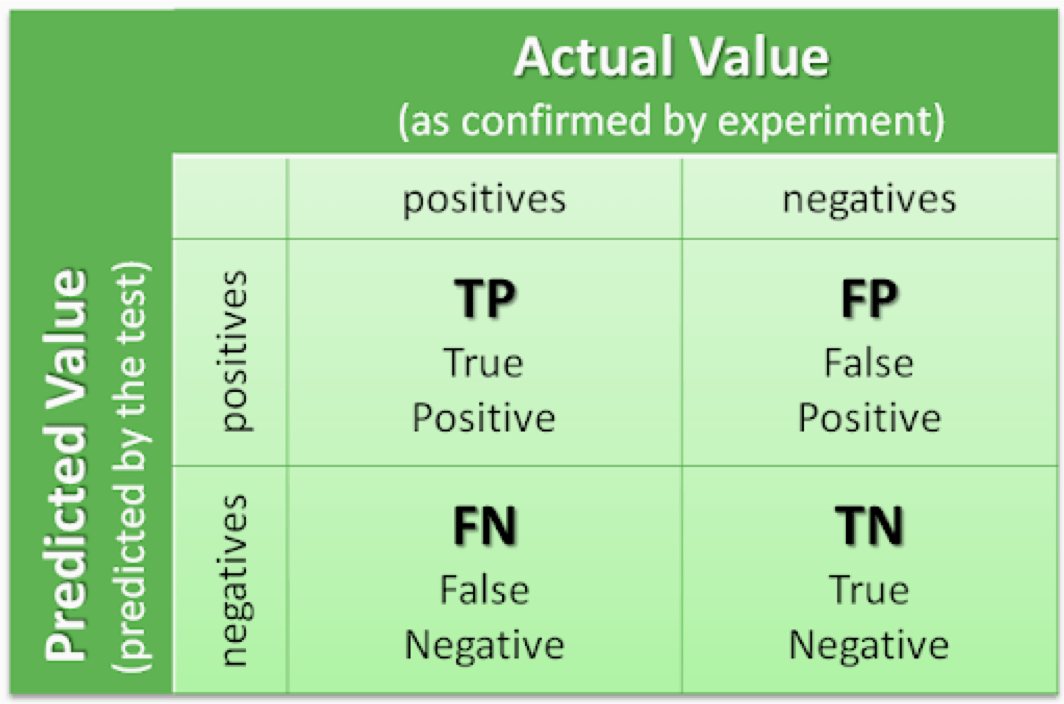 Actual Value
(as confirmed by experiment)
positives
negatives
Predicted Value
(predicted by the test)
positives
TP
True
Positive
FP
False
Positive
negatives
FN
False
Negative
TN
True
Negative